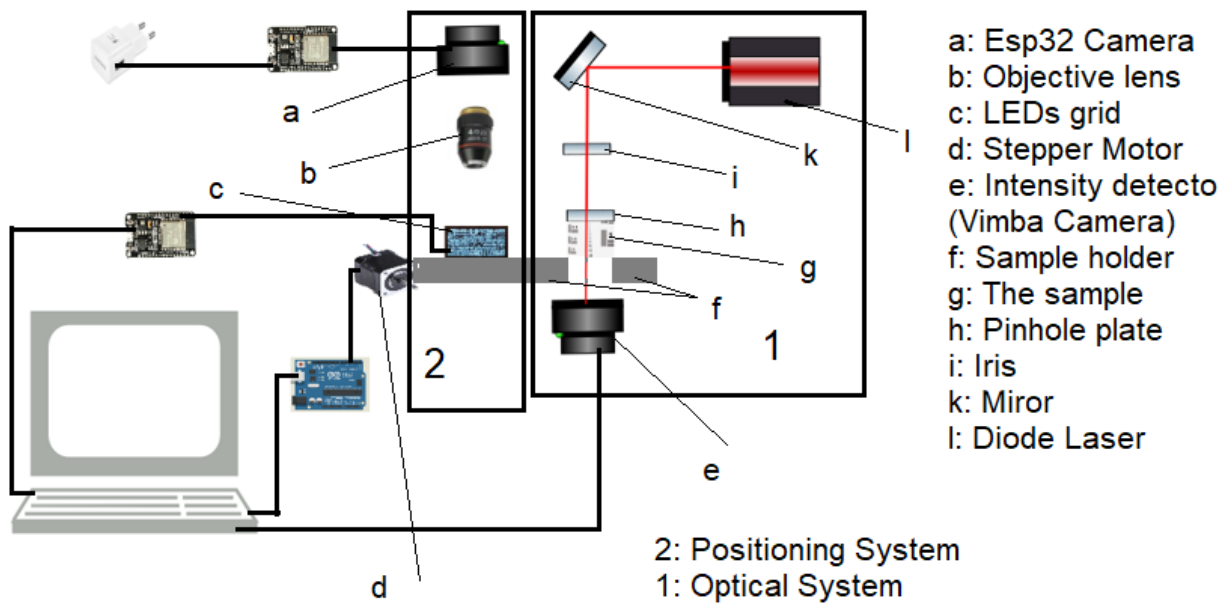 a: Esp32 Camera
b: Objective lens
c: LEDs grid
d: Stepper Motor
e: Intensity detecto
(Vimba Camera)
f: Sample holder
g: The sample
h: Pinhole plate
i: Iris
k: Miror
l: Diode Laser
a
b
c
k
l
i
h
g
f
2
1
e
d
2: Positioning System
1: Optical System